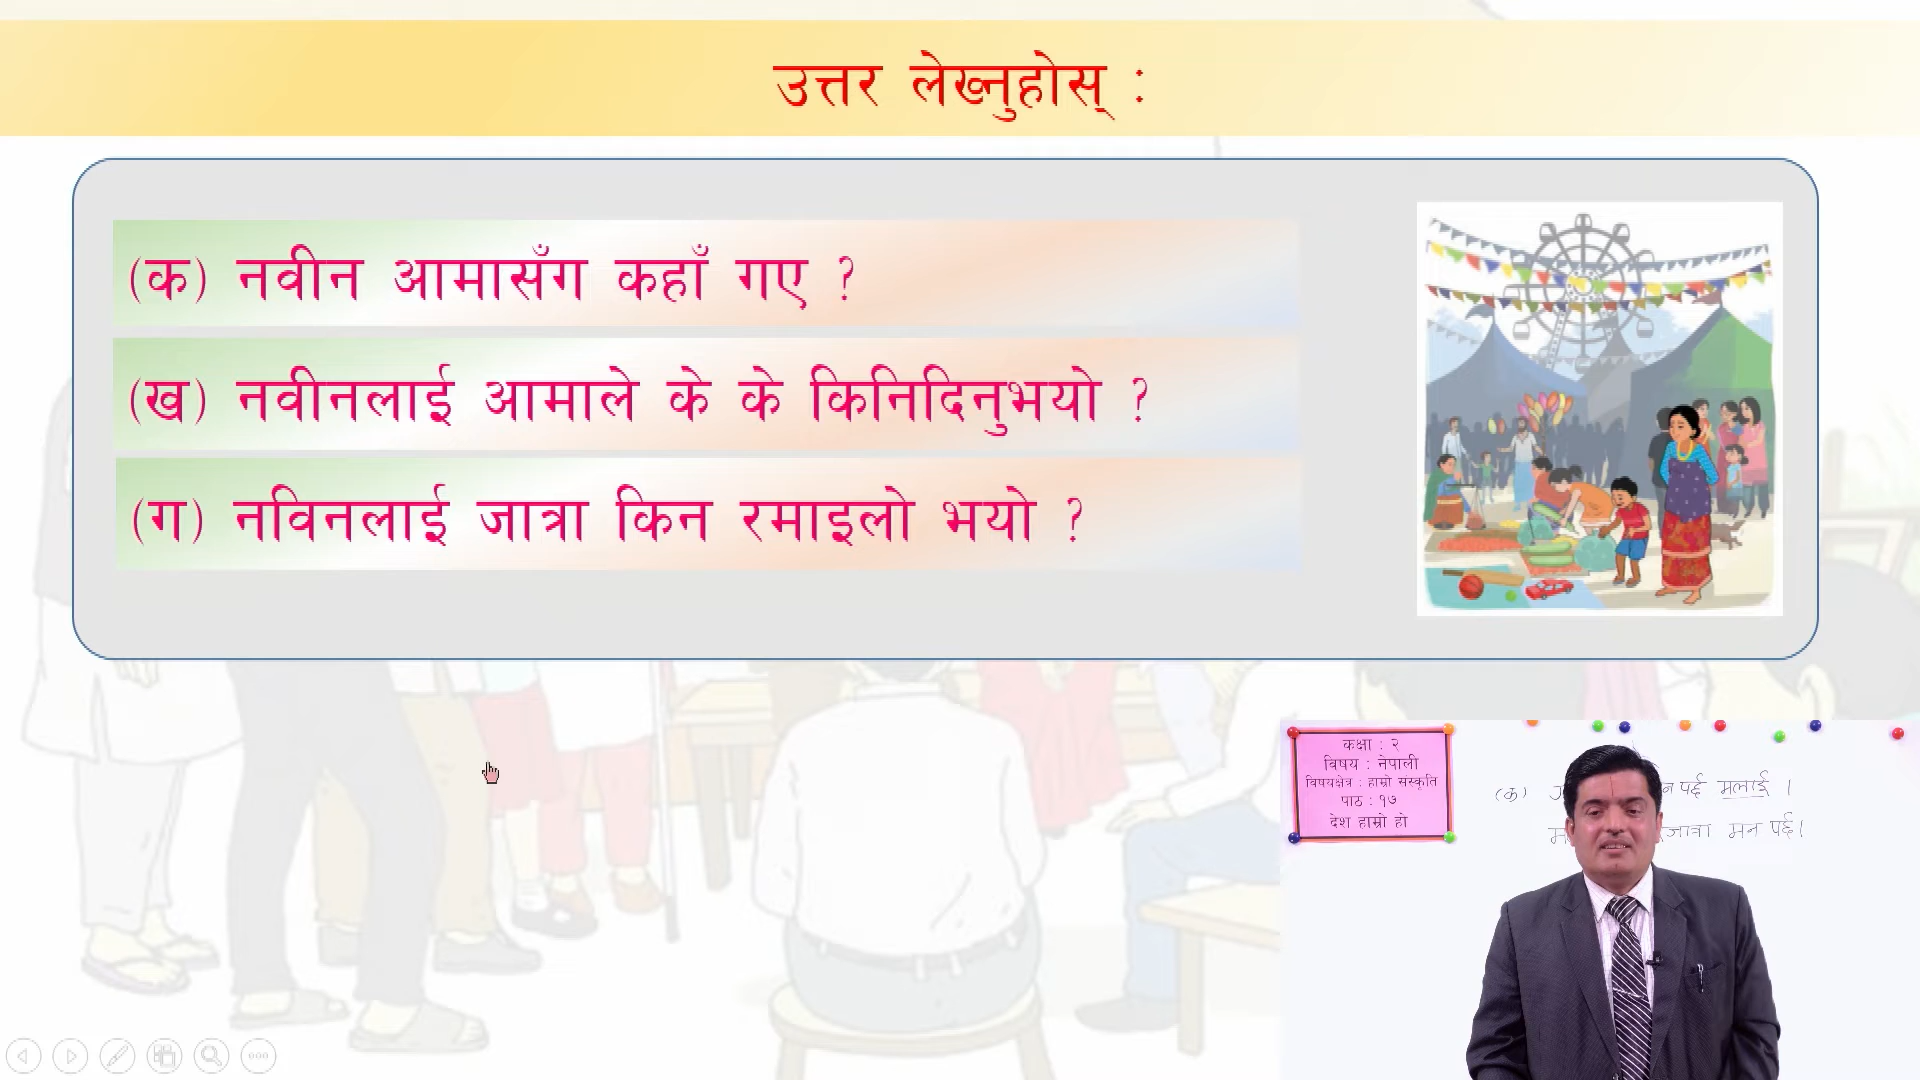 उत्तर लेख्नुहोस् :
(क) नवीन आमासँग कहाँ गए ?
(ख) नवीनलाई आमाले के के किनिदिनुभयो ?
(ग) नविनलाई जात्रा किन रमाइलो भयो ?
कक्षा : २
विषय : नेपाली
विषयक्षेत्र : हाम्रो संस्कृति
पाठ : १७
देश हाम्रो हो
(क) पर्छ मलाई ।
जात्रा मन पर्छ।